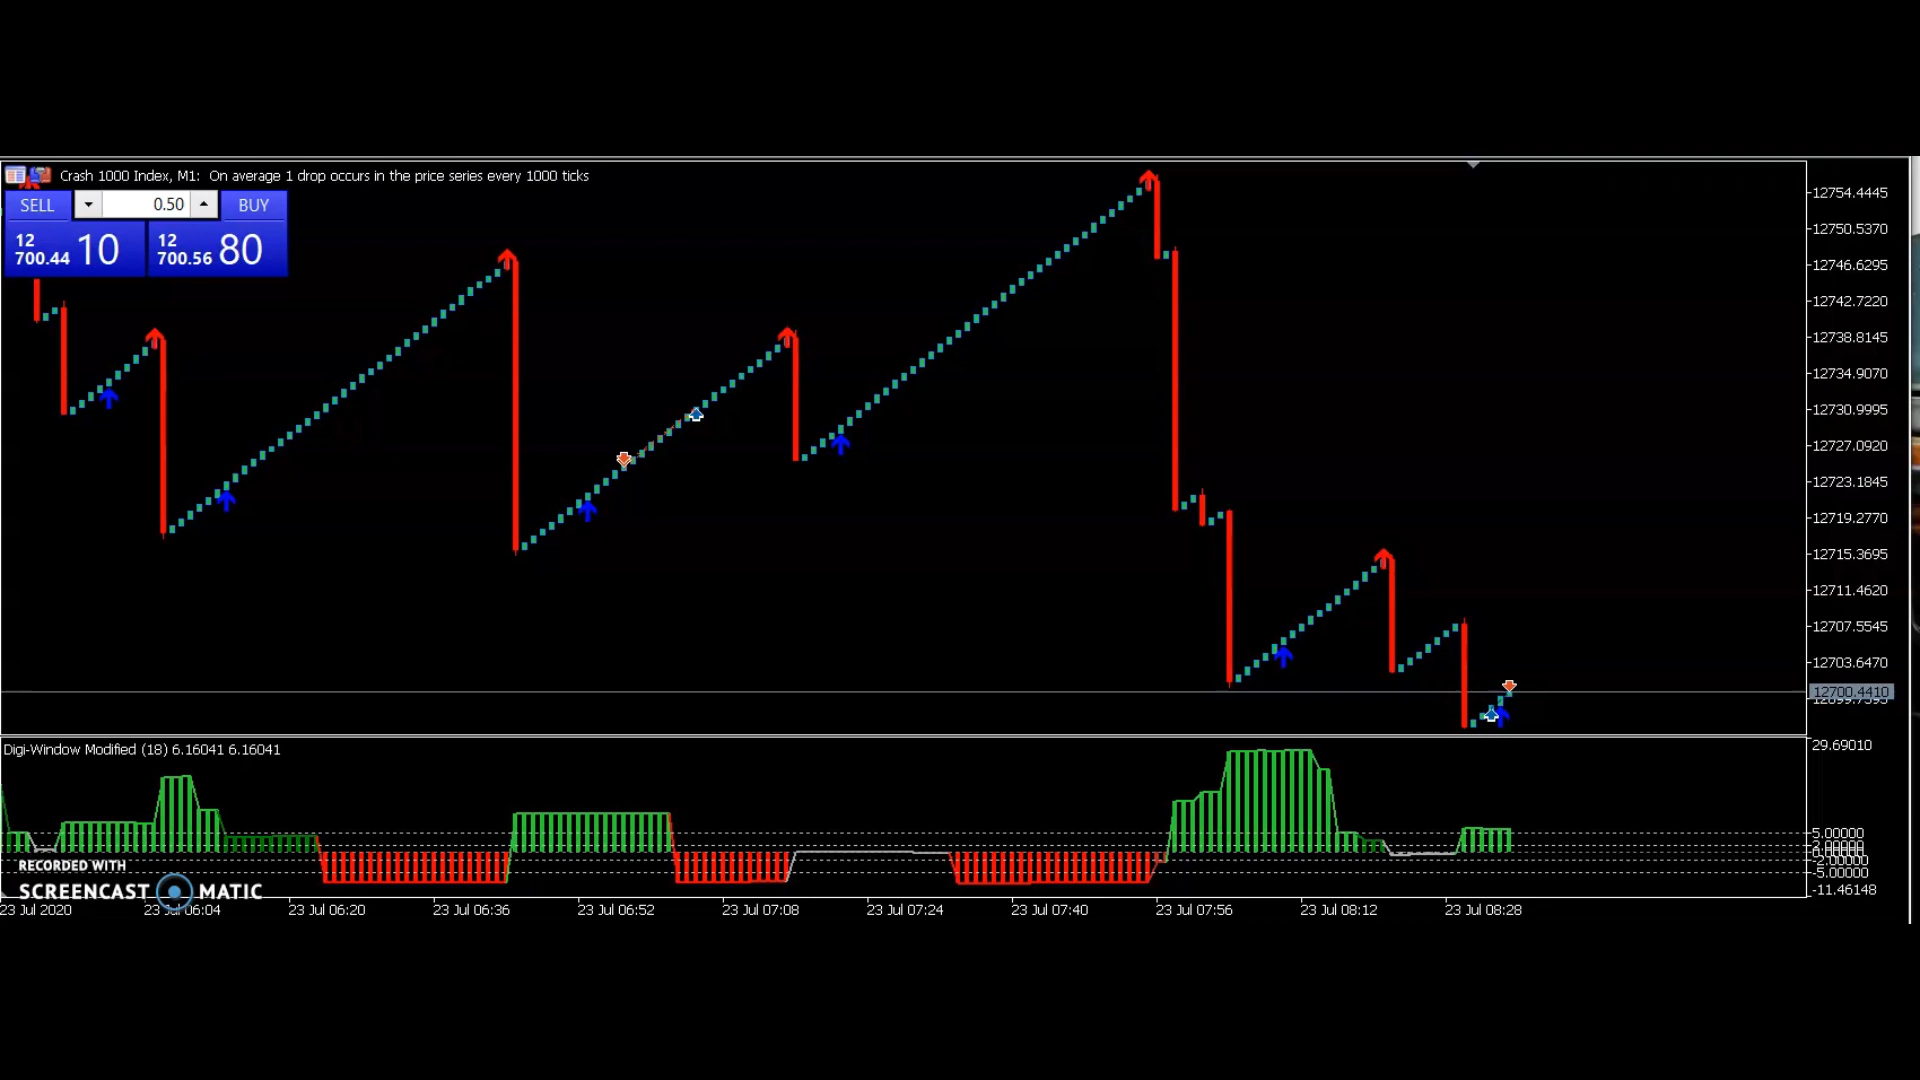 Crash 1000 Index, M1: On average 1 drop occurs in the price series every 1000 ticks
SELL 0.50 BUY
12 700.44 10
12 700.56 80
12754.4445
12750.5370
12746.6295
12742.7220
12738.8145
12734.9070
12730.9995
12727.0920
12723.1845
12719.2770
12715.3695
12711.4620
12707.5545
12703.6470
12700.4410
Digi-Window Modified (18) 6.16041 6.16041
29.69010
5.00000
-2.00000
-5.00000
-11.46148
RECORDED WITH
SCREENCAST MATIC
23 Jul 2020 23 Jul 06:04 23 Jul 06:20 23 Jul 06:36 23 Jul 06:52 23 Jul 07:08 23 Jul 07:24 23 Jul 07:40 23 Jul 07:56 23 Jul 08:12 23 Jul 08:28